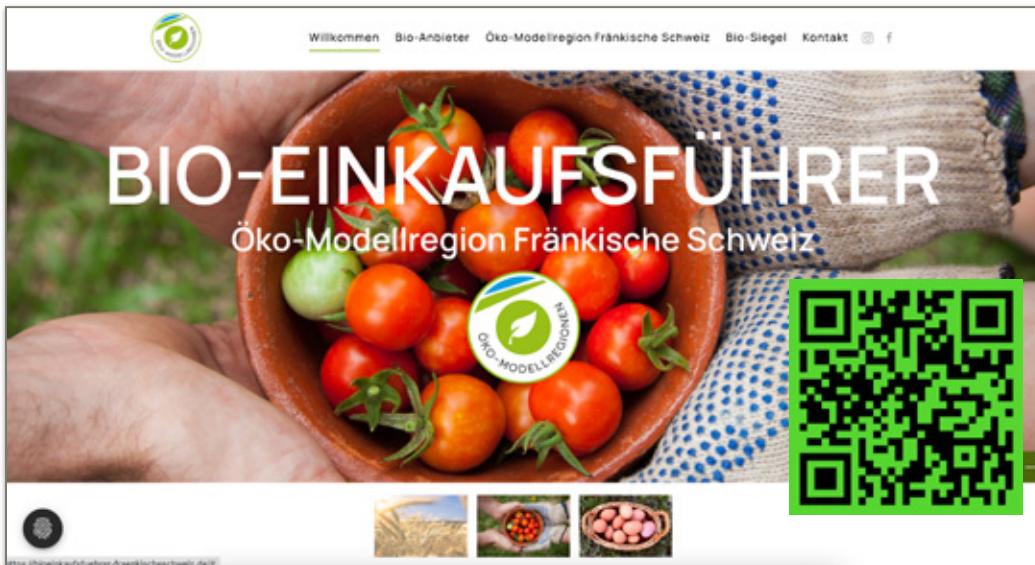 Willkommen Bio-Anbieter Öko-Modellregion Fränkische Schweiz Bio-Siegel Kontakt
BIO-EINKAUFSFÜHRER
Öko-Modellregion Fränkische Schweiz
ÖKO-MODELLREGIONEN